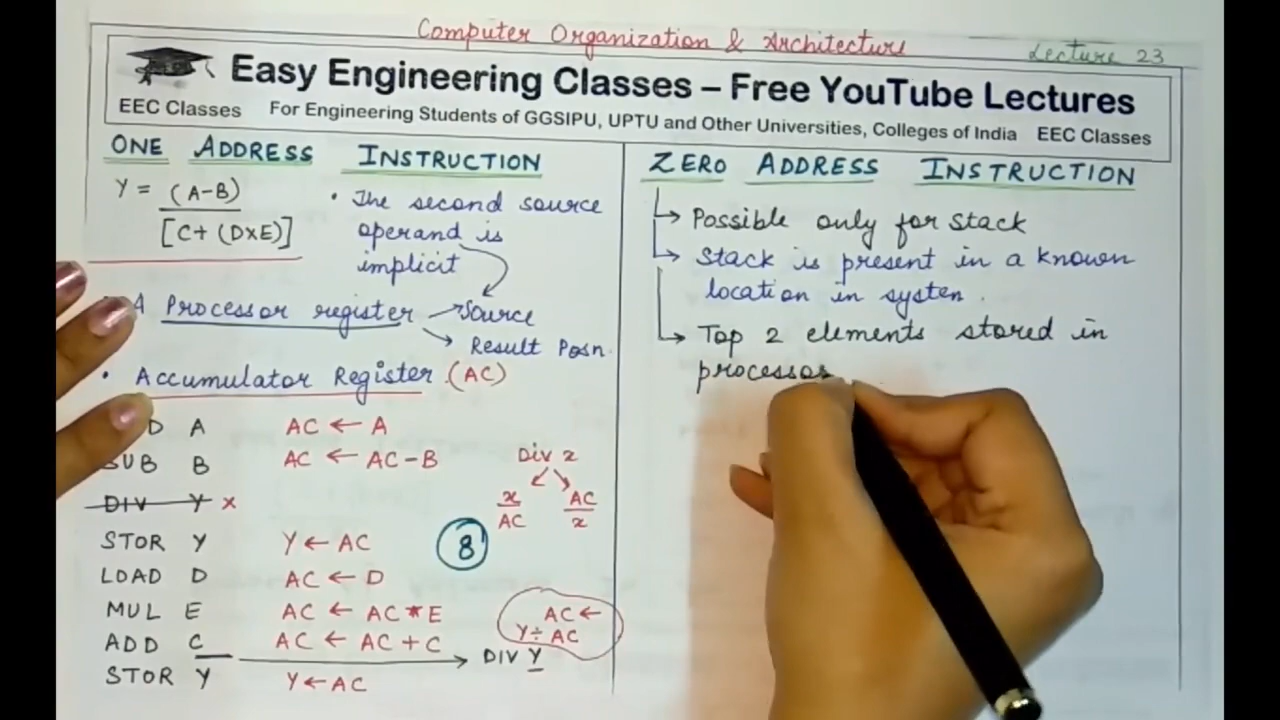 Computer Organization & Architecture
Lecture 23
Easy Engineering Classes – Free YouTube Lectures
EEC Classes For Engineering Students of GGSIPU, UPTU and Other Universities, Colleges of India EEC Classes
ONE ADDRESS INSTRUCTION
Y = (A-B)
[C+ (D×E)]
• The second source
operand is
implicit
A Processor register → Source
→ Result Posn.
• Accumulator Register (AC)
D A AC ← A
SUB B AC ← AC-B
DIV Y ×
Div x
x AC
AC x
STOR Y Y ← AC
8
LOAD D AC ← D
MUL E AC ← AC * E
AC ←
Y ÷ AC
ADD C AC ← AC + C
DIV Y
STOR Y Y ← AC
ZERO ADDRESS INSTRUCTION
→ Possible only for stack
→ Stack is present in a known
location in systen.
→ Top 2 elements stored in
processor